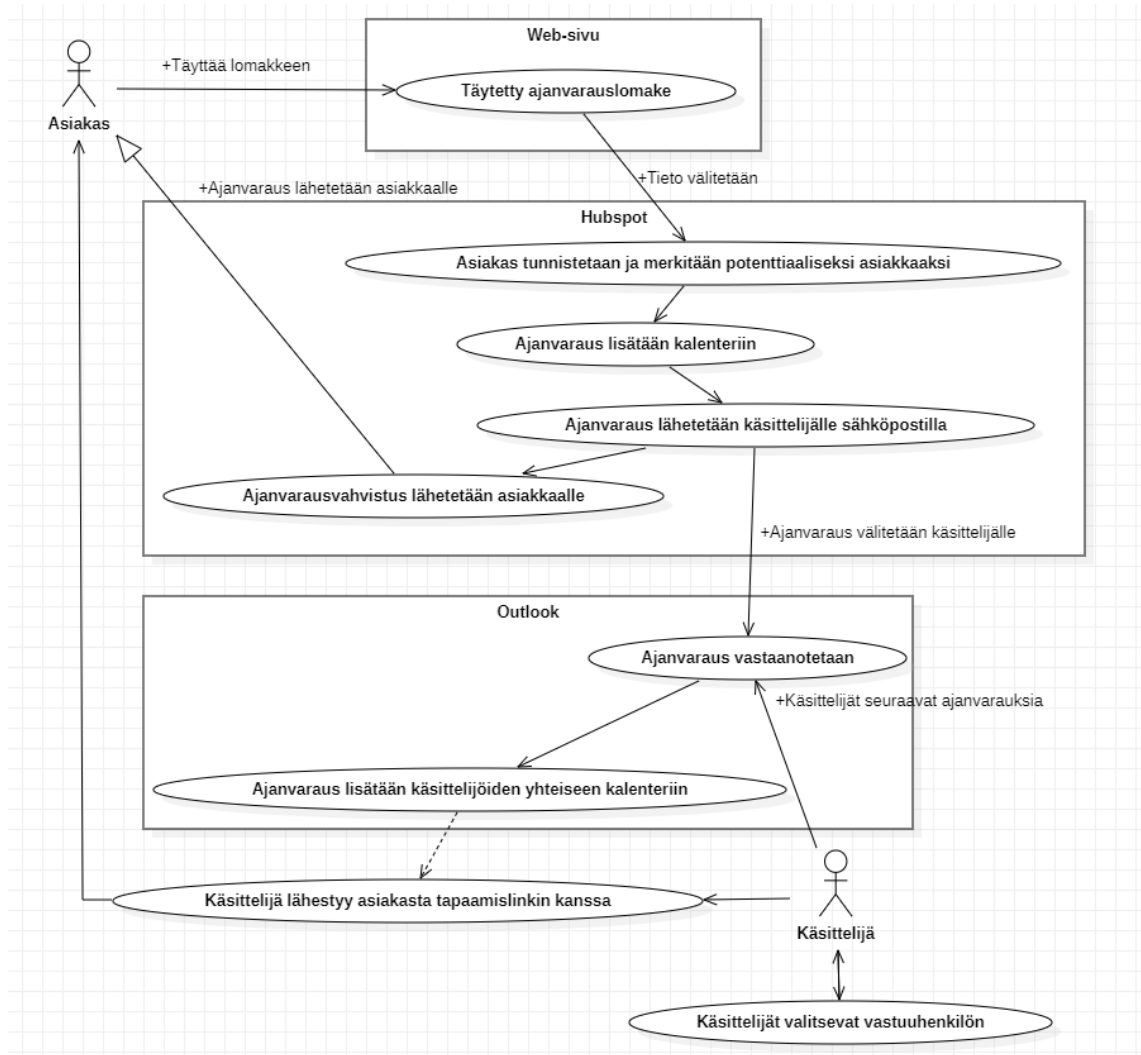 Web-sivu
+Täyttää lomakkeen
Täytetty ajanvarauslomake
Asiakas
+Tieto välitetään
+Ajanvaraus lähetetään asiakkaalle
Hubspot
Asiakas tunnistetaan ja merkitään potenttiaaliseksi asiakkaaksi
Ajanvaraus lisätään kalenteriin
Ajanvaraus lähetetään käsittelijälle sähköpostilla
Ajanvarausvahvistus lähetetään asiakkaalle
+Ajanvaraus välitetään käsittelijälle
Outlook
Ajanvaraus vastaanotetaan
+Käsittelijät seuraavat ajanvarauksia
Ajanvaraus lisätään käsittelijöiden yhteiseen kalenteriin
Käsittelijä lähestyy asiakasta tapaamislinkin kanssa
Käsittelijä
Käsittelijät valitsevat vastuuhenkilön